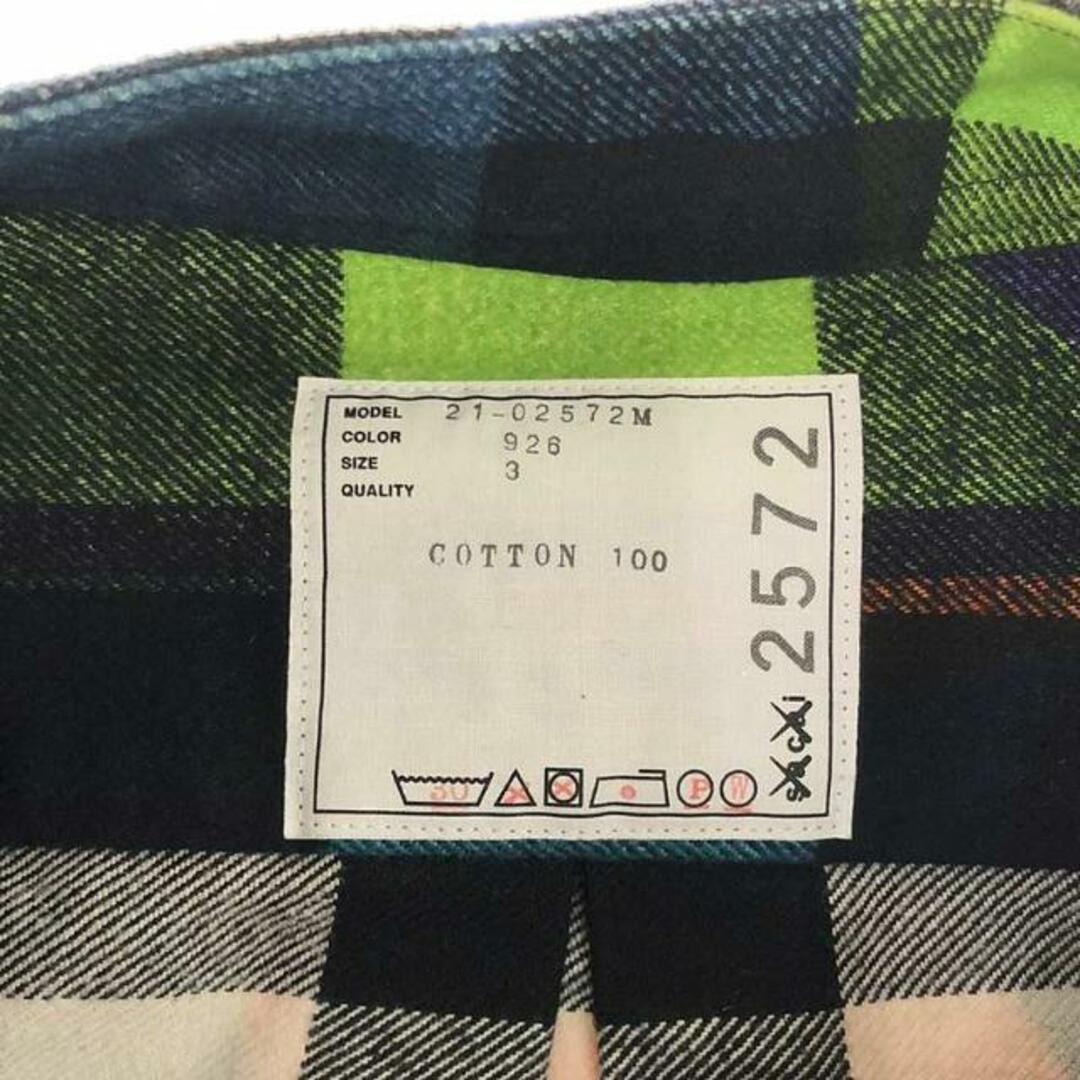 MODEL 21-02572M
COLOR 926
SIZE 3
QUALITY
COTTON 100
2572
sacai
30
P
W